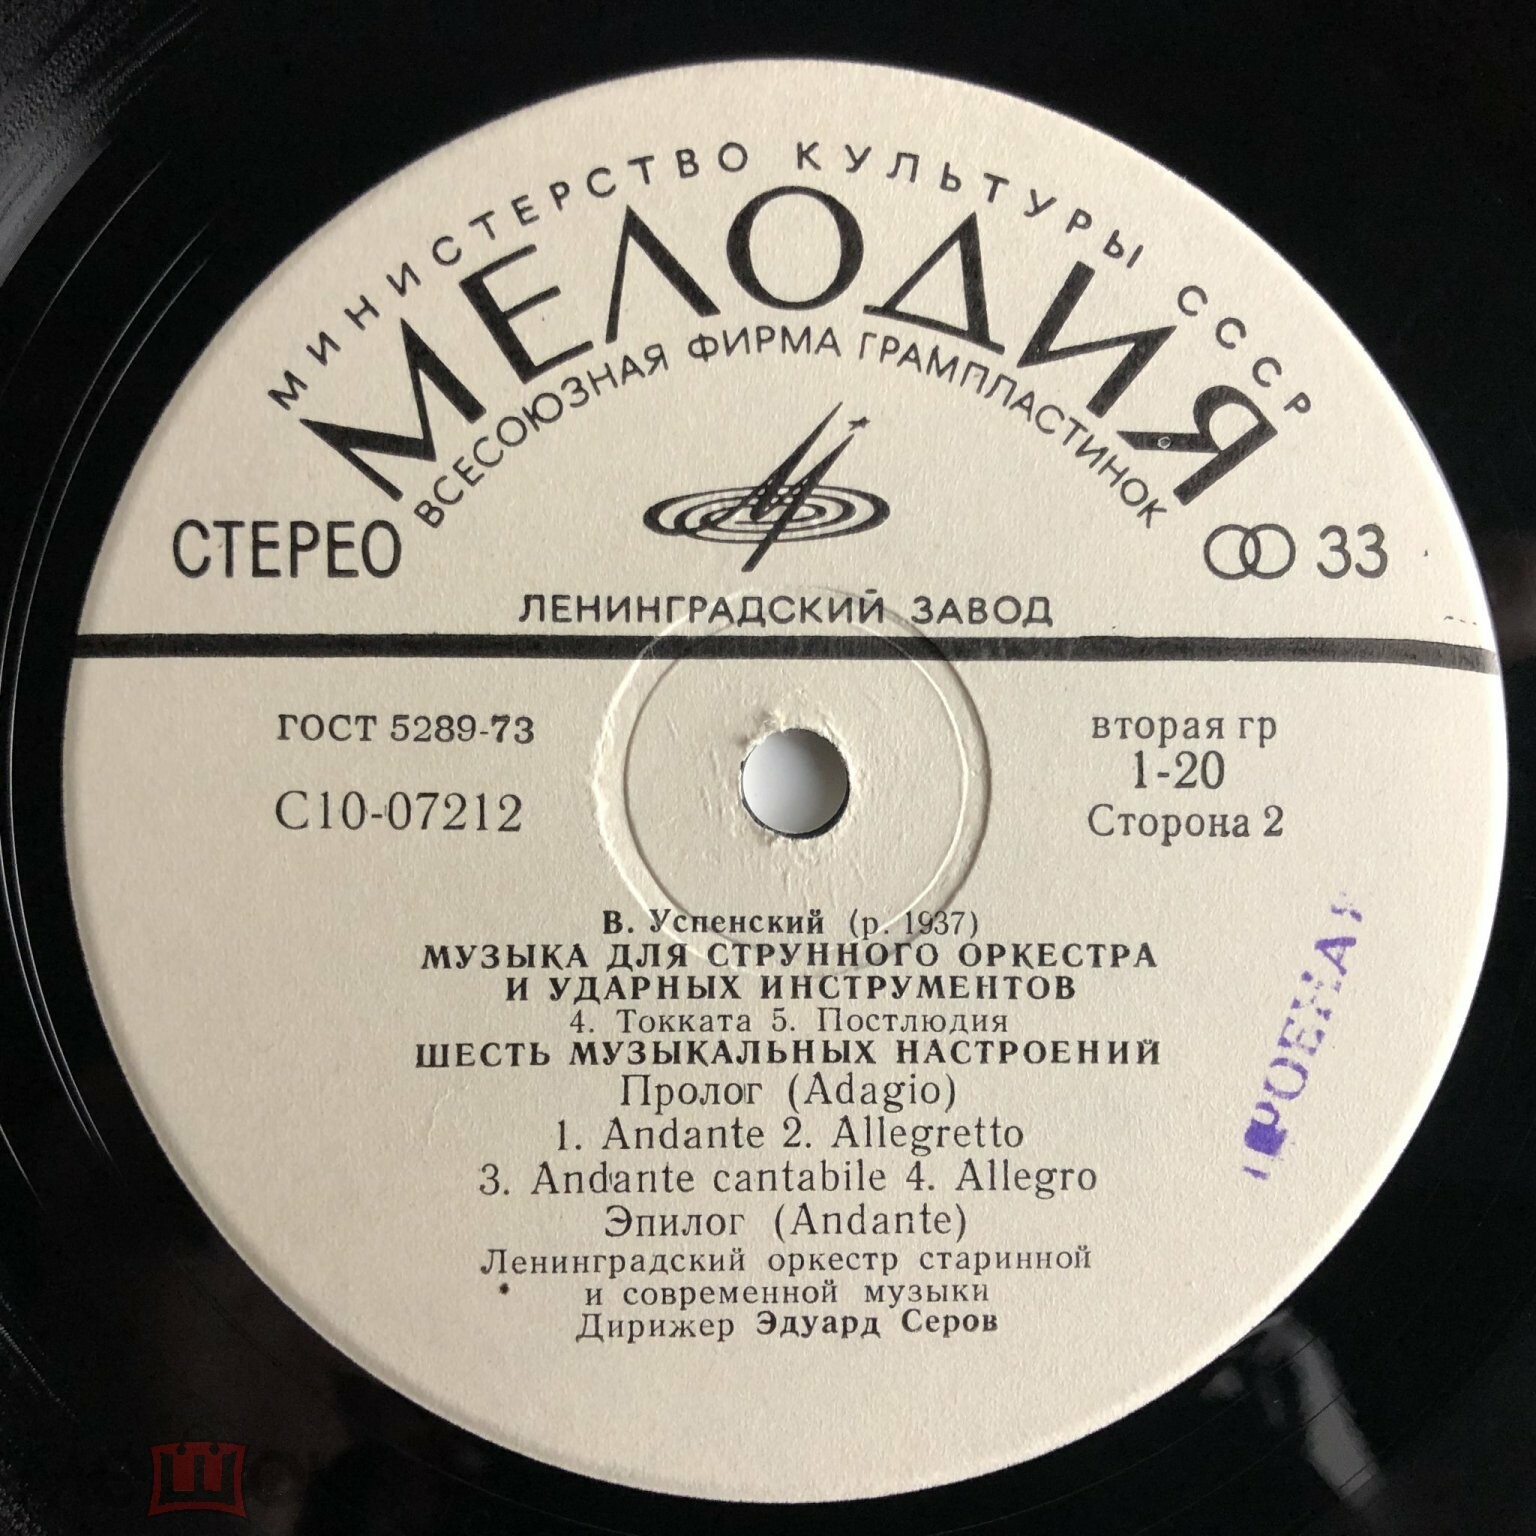 МИНИСТЕРСТВО КУЛЬТУРЫ СССР
МЕЛОДИЯ
ВСЕСОЮЗНАЯ ФИРМА ГРАМПЛАСТИНОК
СТЕРЕО
33
ЛЕНИНГРАДСКИЙ ЗАВОД
ГОСТ 5289-73
вторая гр
1-20
С10-07212
Сторона 2
В. Успенский (р. 1937)
МУЗЫКА ДЛЯ СТРУННОГО ОРКЕСТРА
И УДАРНЫХ ИНСТРУМЕНТОВ
4. Токката 5. Постлюдия
ШЕСТЬ МУЗЫКАЛЬНЫХ НАСТРОЕНИЙ
Пролог (Adagio)
1. Andante 2. Allegretto
3. Andante cantabile 4. Allegro
Эпилог (Andante)
Ленинградский оркестр старинной
и современной музыки
Дирижер Эдуард Серов